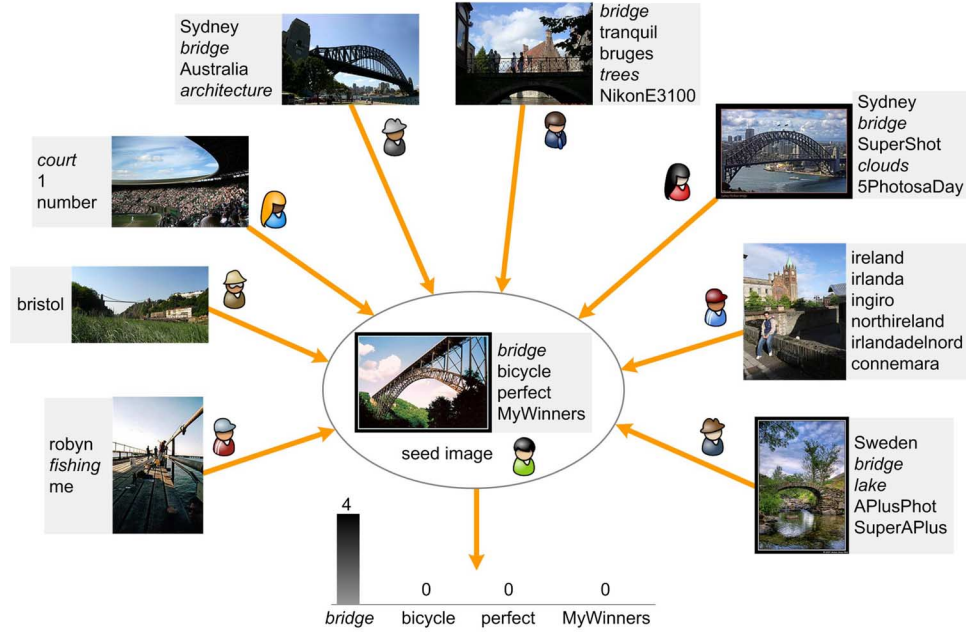 Sydney
bridge
Australia
architecture
bridge
tranquil
bruges
trees
NikonE3100
Sydney
bridge
SuperShot
clouds
5PhotosaDay
court
1
number
bristol
ireland
irlanda
ingiro
northireland
irlandadelnord
connemara
bridge
bicycle
perfect
MyWinners
seed image
robyn
fishing
me
Sweden
bridge
lake
APlusPhot
SuperAPlus
4
0
0
0
bridge
bicycle
perfect
MyWinners